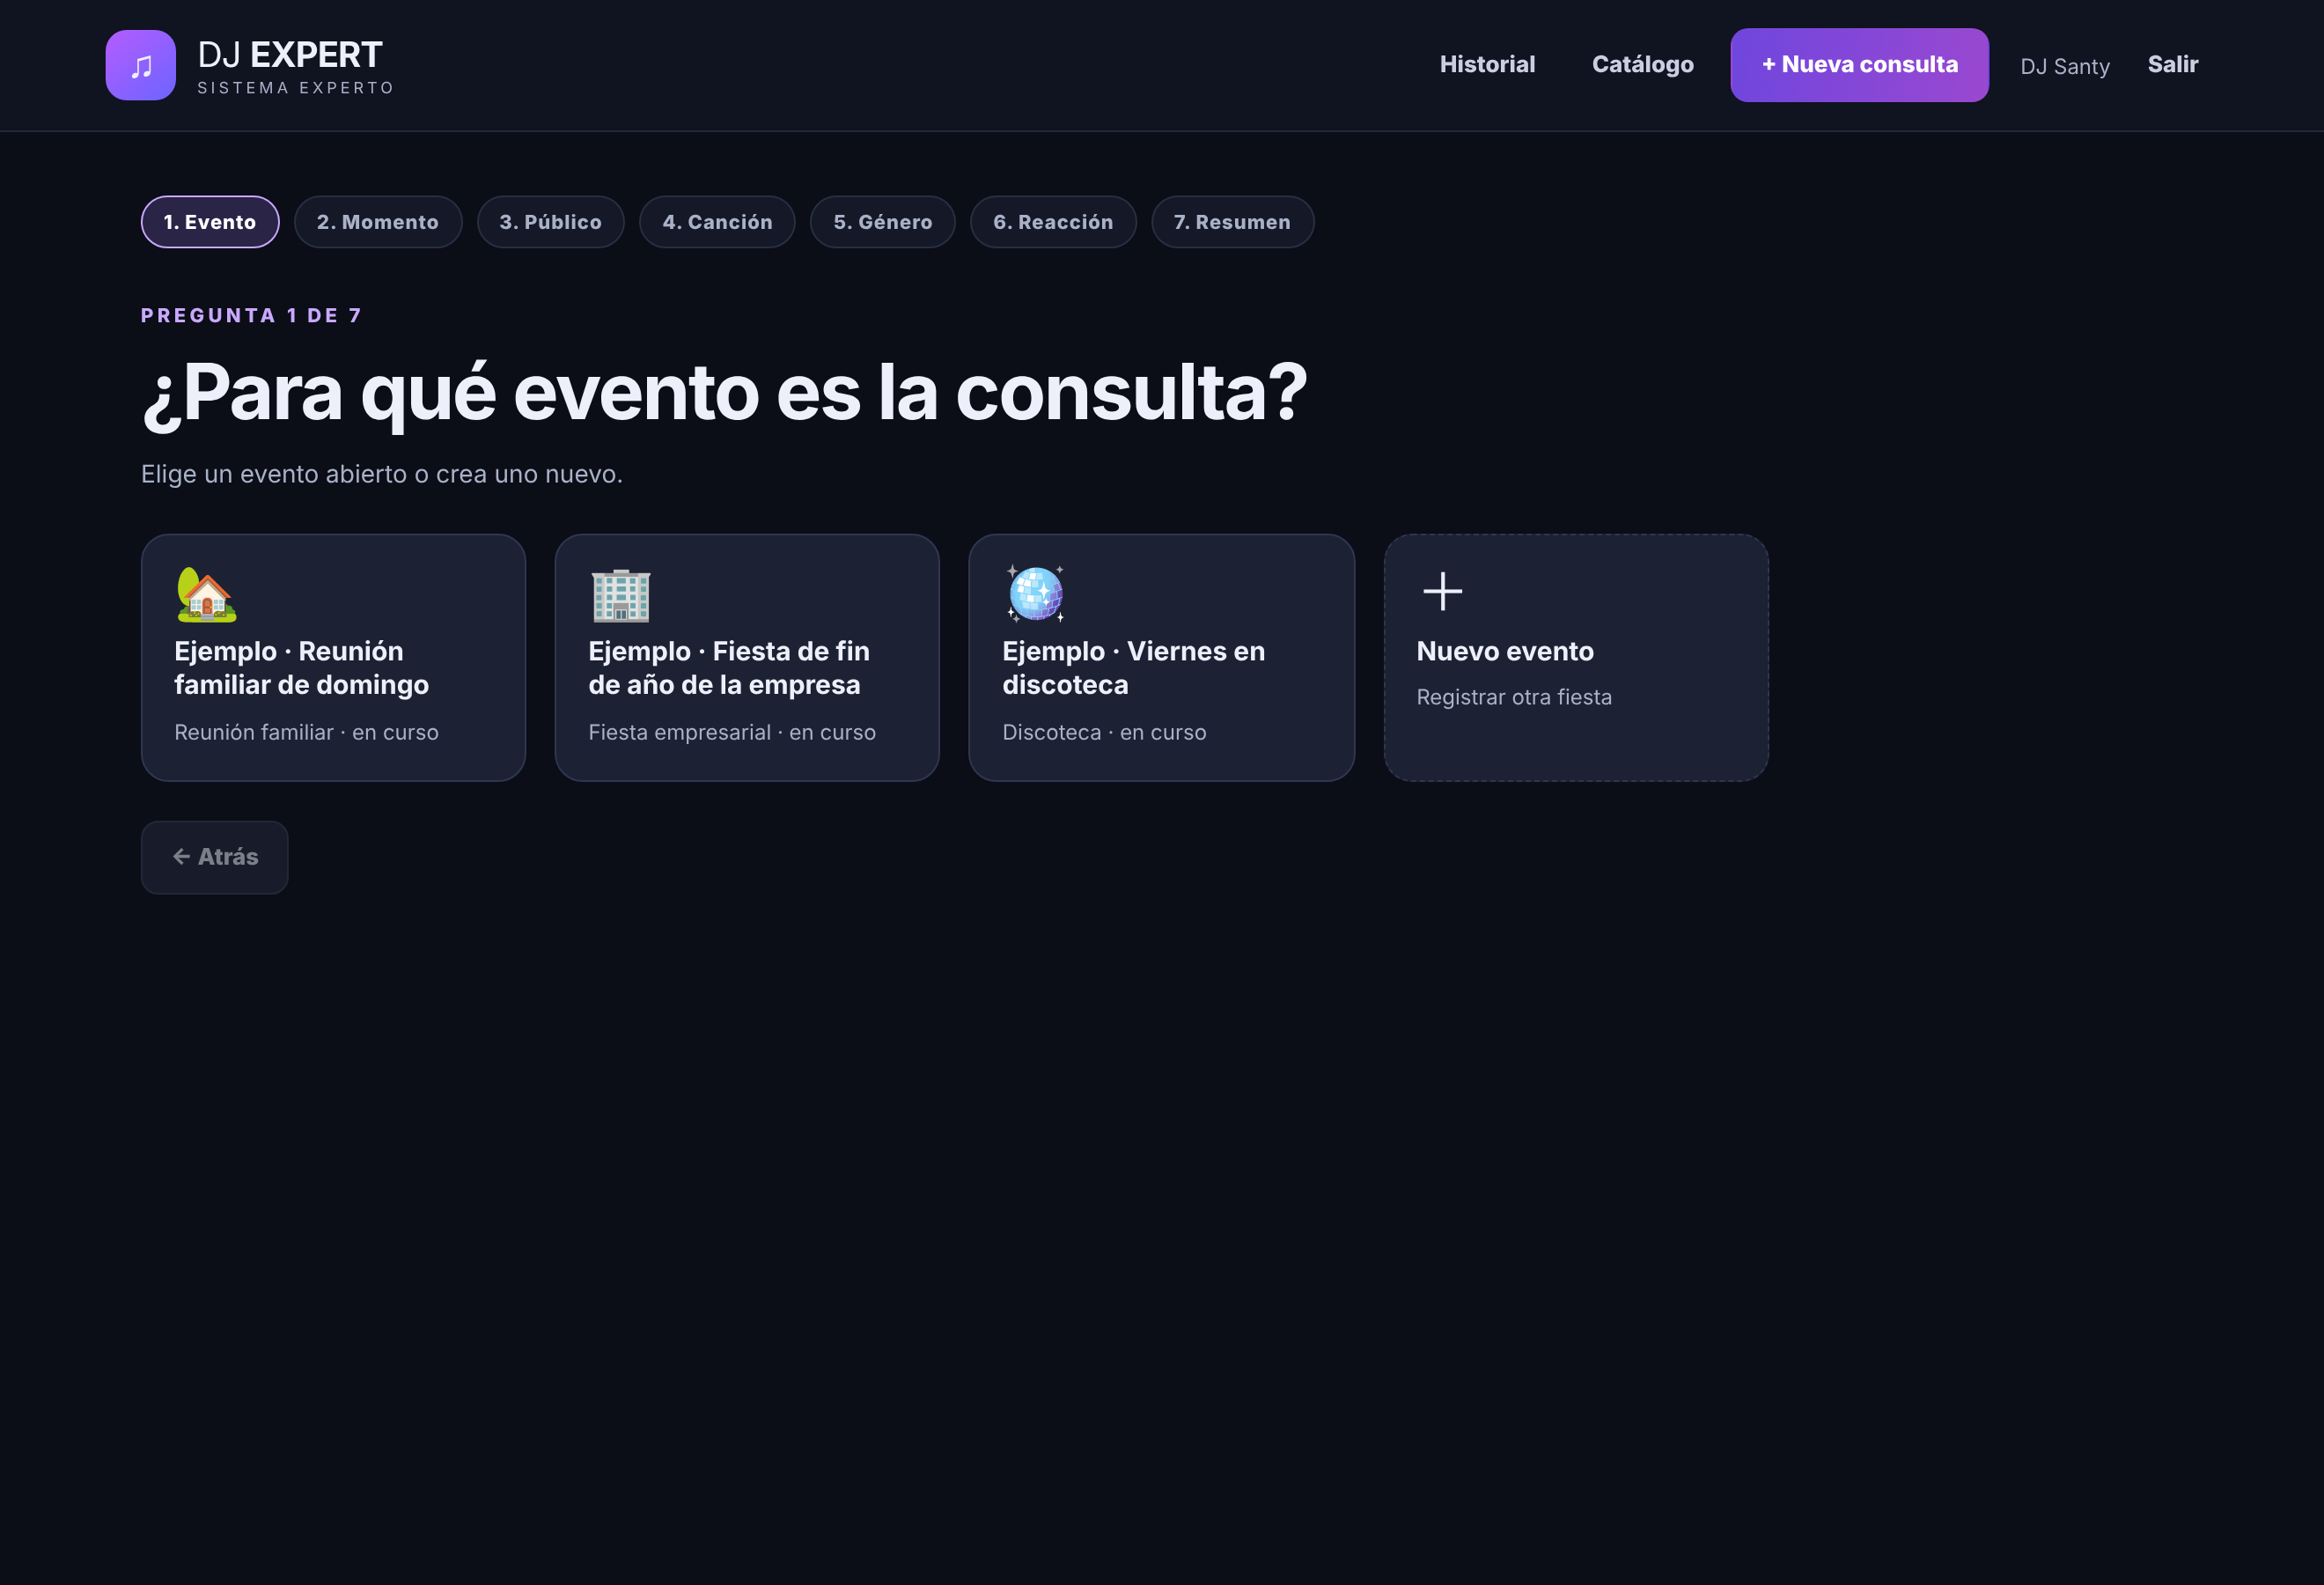 DJ EXPERT
SISTEMA EXPERTO
Historial
Catálogo
+ Nueva consulta
DJ Santy
Salir
1. Evento
2. Momento
3. Público
4. Canción
5. Género
6. Reacción
7. Resumen
PREGUNTA 1 DE 7
¿Para qué evento es la consulta?
Elige un evento abierto o crea uno nuevo.
Ejemplo · Reunión
familiar de domingo
Reunión familiar · en curso
Ejemplo · Fiesta de fin
de año de la empresa
Fiesta empresarial · en curso
Ejemplo · Viernes en
discoteca
Discoteca · en curso
Nuevo evento
Registrar otra fiesta
← Atrás